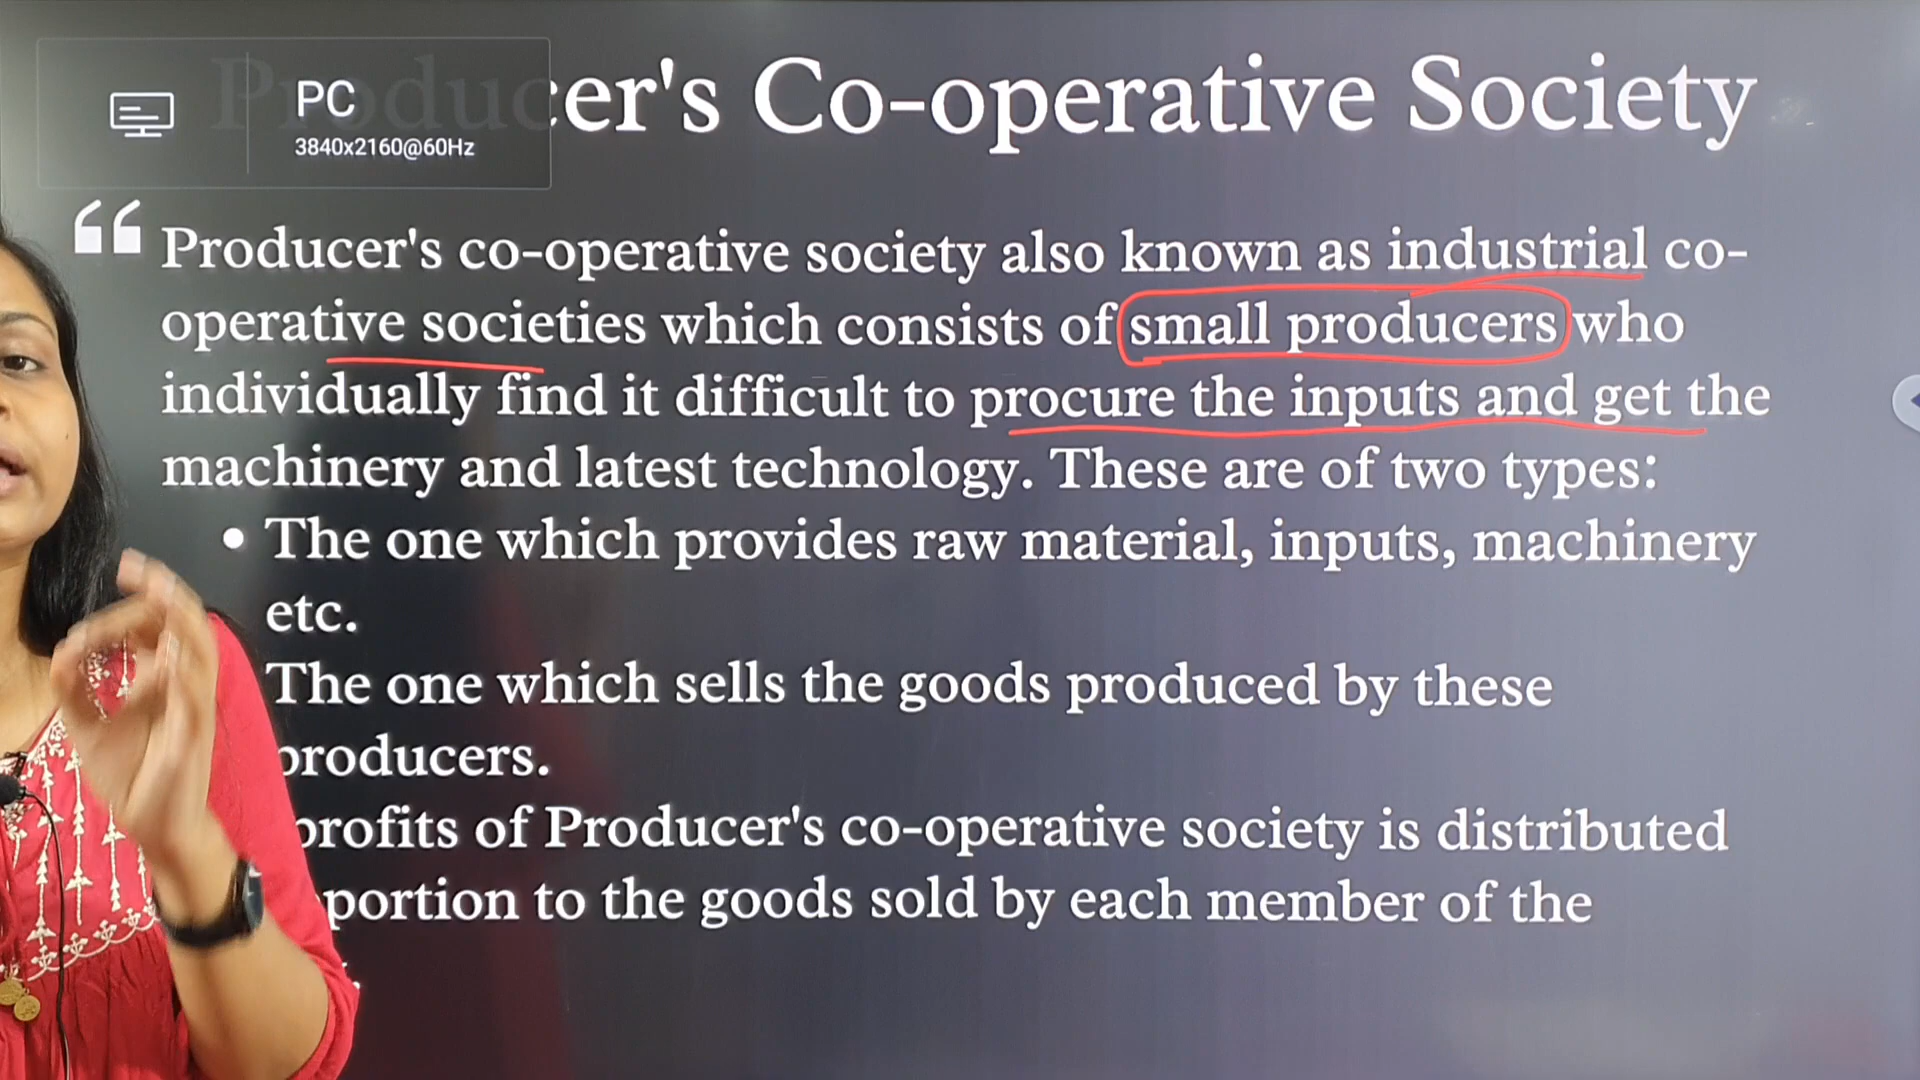 PC
3840x2160@60Hz
Producer's Co-operative Society
“ Producer's co-operative society also known as industrial co-
operative societies which consists of small producers who
individually find it difficult to procure the inputs and get the
machinery and latest technology. These are of two types:
• The one which provides raw material, inputs, machinery
etc.
The one which sells the goods produced by these
producers.
profits of Producer's co-operative society is distributed
portion to the goods sold by each member of the